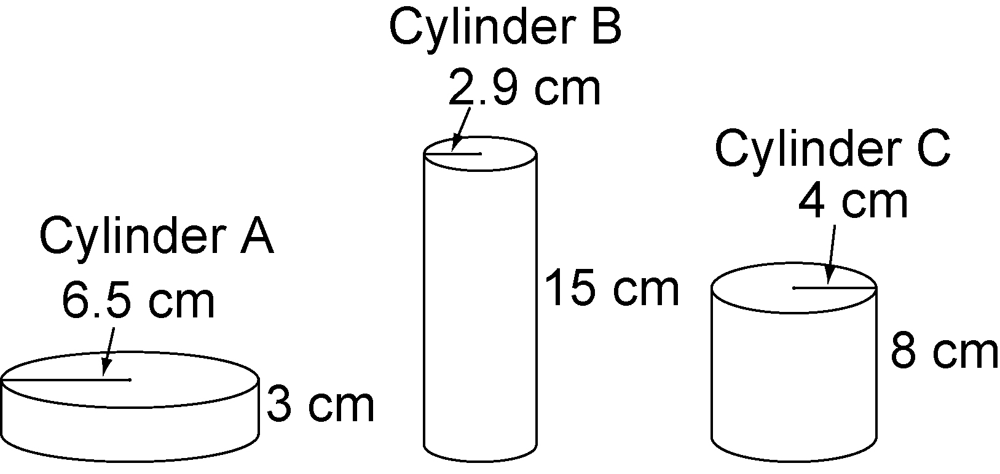 Cylinder A
6.5 cm
3 cm
Cylinder B
2.9 cm
15 cm
Cylinder C
4 cm
8 cm